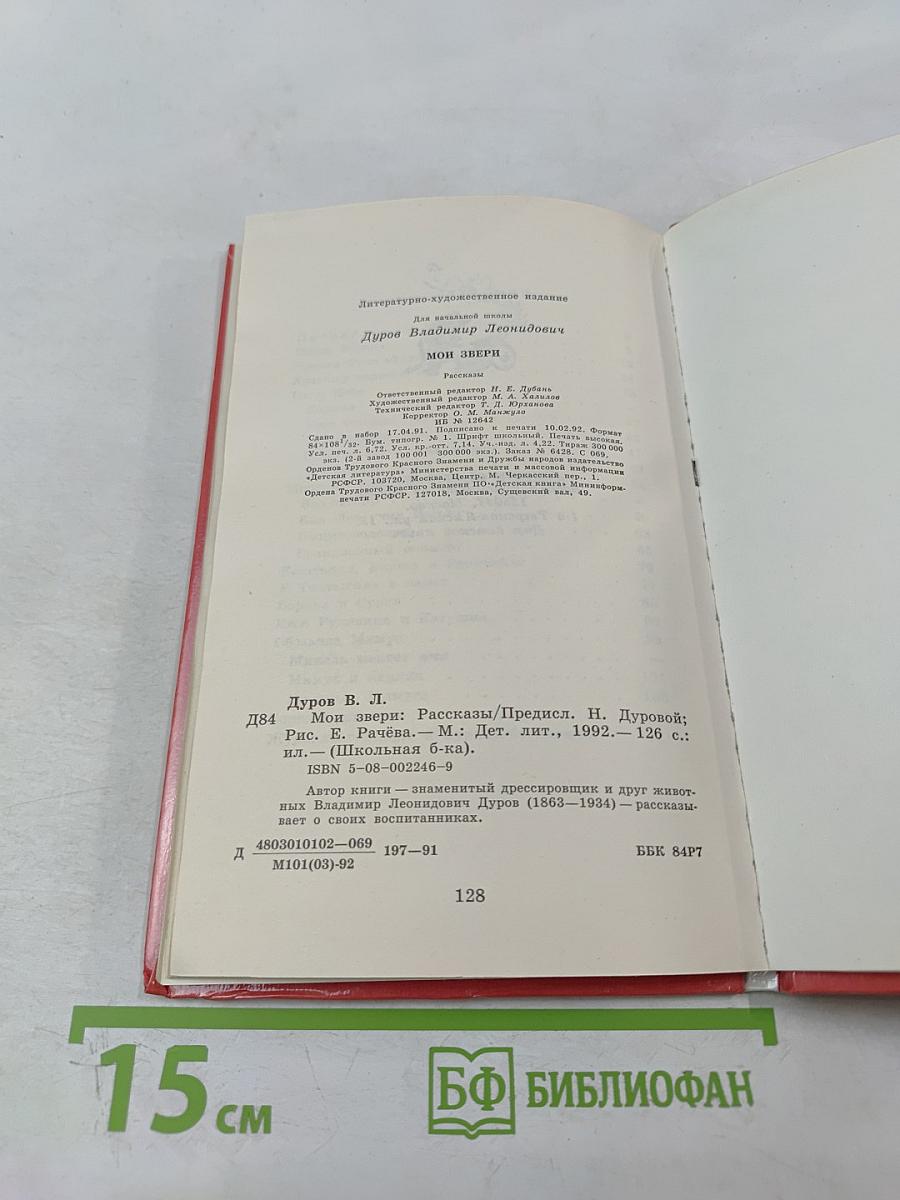 Литературно-художественное издание
Для начальной школы
Дуров Владимир Леонидович
МОИ ЗВЕРИ
Рассказы
Ответственный редактор Н. Е. Дубань
Художественный редактор М. А. Халилов
Технический редактор Т. Д. Юрханова
Корректор О. М. Манжула
ИБ № 12642
Сдано в набор 17.04.91. Подписано к печати 10.02.92. Формат
84×108¹/₃₂. Бум. типогр. № 1. Шрифт школьный. Печать высокая.
Усл. печ. л. 6,72. Усл. кр.-отт. 7,14. Уч.-изд. л. 4,22. Тираж 300 000
экз. (2-й завод 100 001 300 000 экз.). Заказ № 6428. С 069.
Орденов Трудового Красного Знамени и Дружбы народов издательство
«Детская литература» Министерства печати и массовой информации
РСФСР. 103720, Москва, Центр, М. Черкасский пер., 1.
Ордена Трудового Красного Знамени ПО «Детская книга» Мининформ-
печати РСФСР. 127018, Москва, Сущевский вал, 49.
Дуров В. Л.
Д84 Мои звери: Рассказы/Предисл. Н. Дуровой;
Рис. Е. Рачёва.— М.: Дет. лит., 1992.— 126 с.:
ил.— (Школьная б-ка).
ISBN 5—08—002246—9
Автор книги — знаменитый дрессировщик и друг живот-
ных Владимир Леонидович Дуров (1863—1934) — рассказы-
вает о своих воспитанниках.
Д 4803010102—069 197—91 ББК 84Р7
М101(03)-92
128
15 см
БФ БИБЛИОФАН